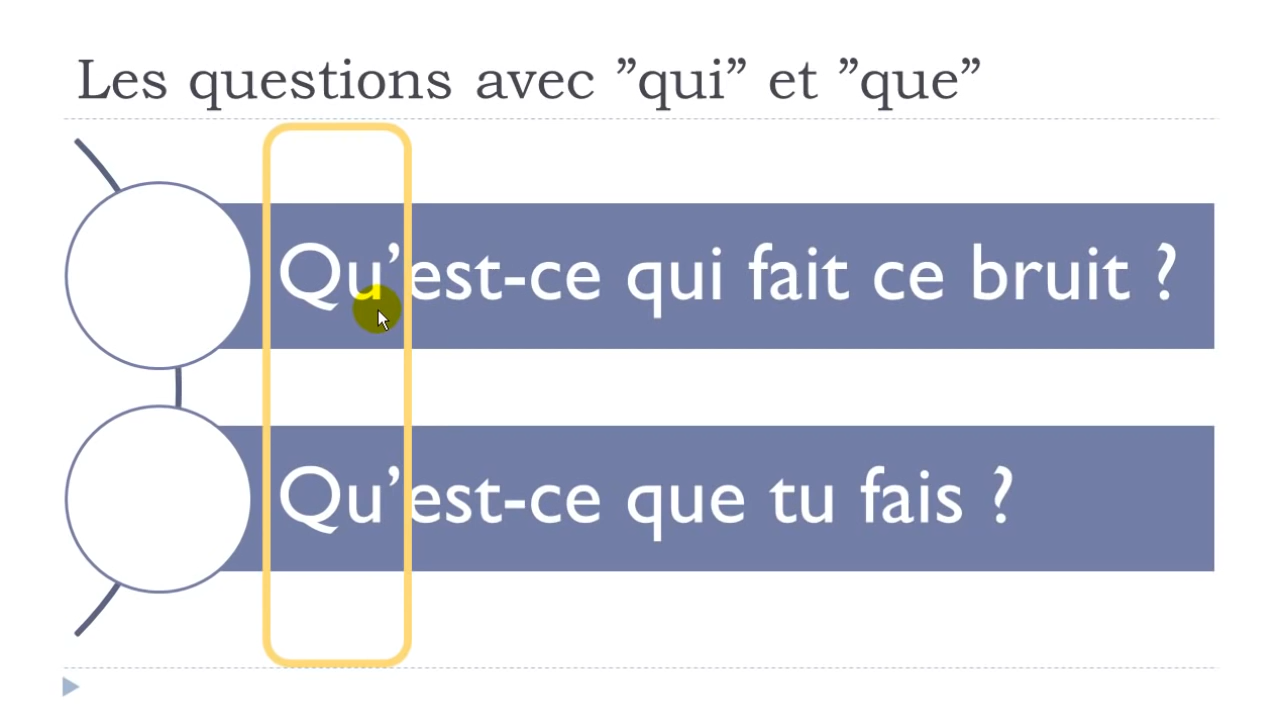 Les questions avec ”qui” et ”que”
Qu’est-ce qui fait ce bruit ?
Qu’est-ce que tu fais ?